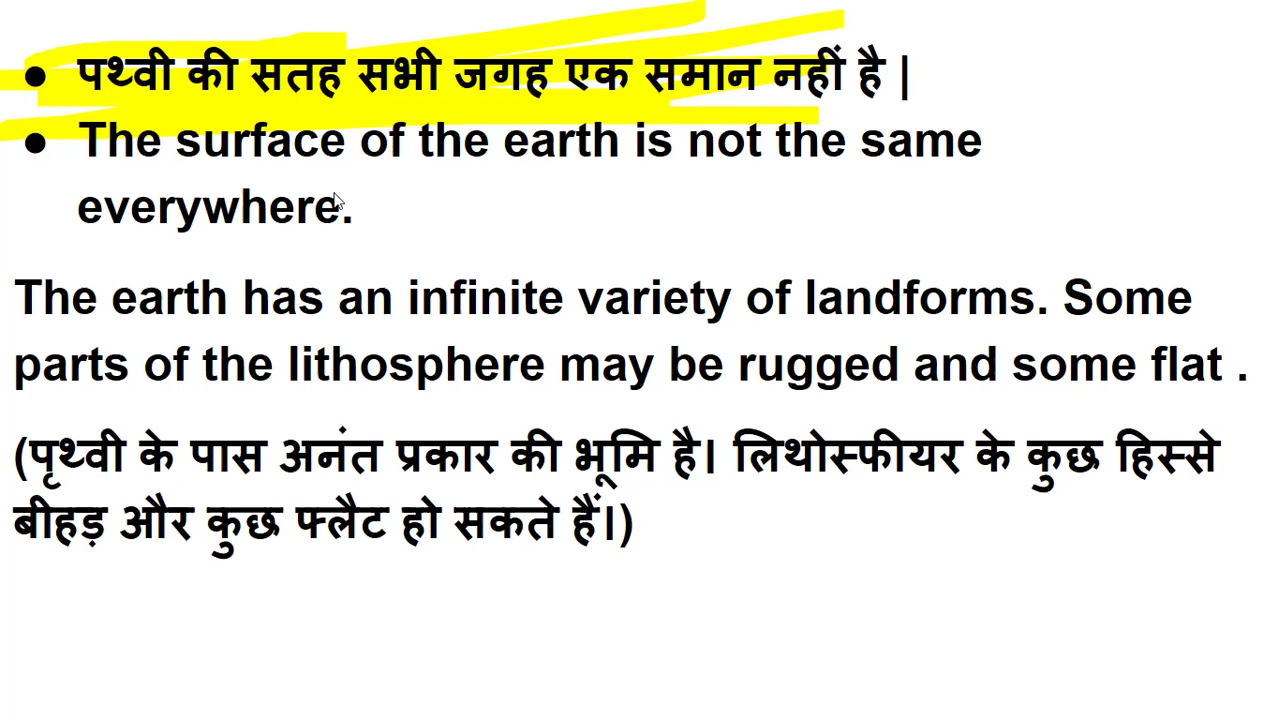 ● पथ्वी की सतह सभी जगह एक समान नहीं है |
● The surface of the earth is not the same
everywhere.
The earth has an infinite variety of landforms. Some
parts of the lithosphere may be rugged and some flat .
(पृथ्वी के पास अनंत प्रकार की भूमि है। लिथोस्फीयर के कुछ हिस्से
बीहड़ और कुछ फ्लैट हो सकते हैं।)